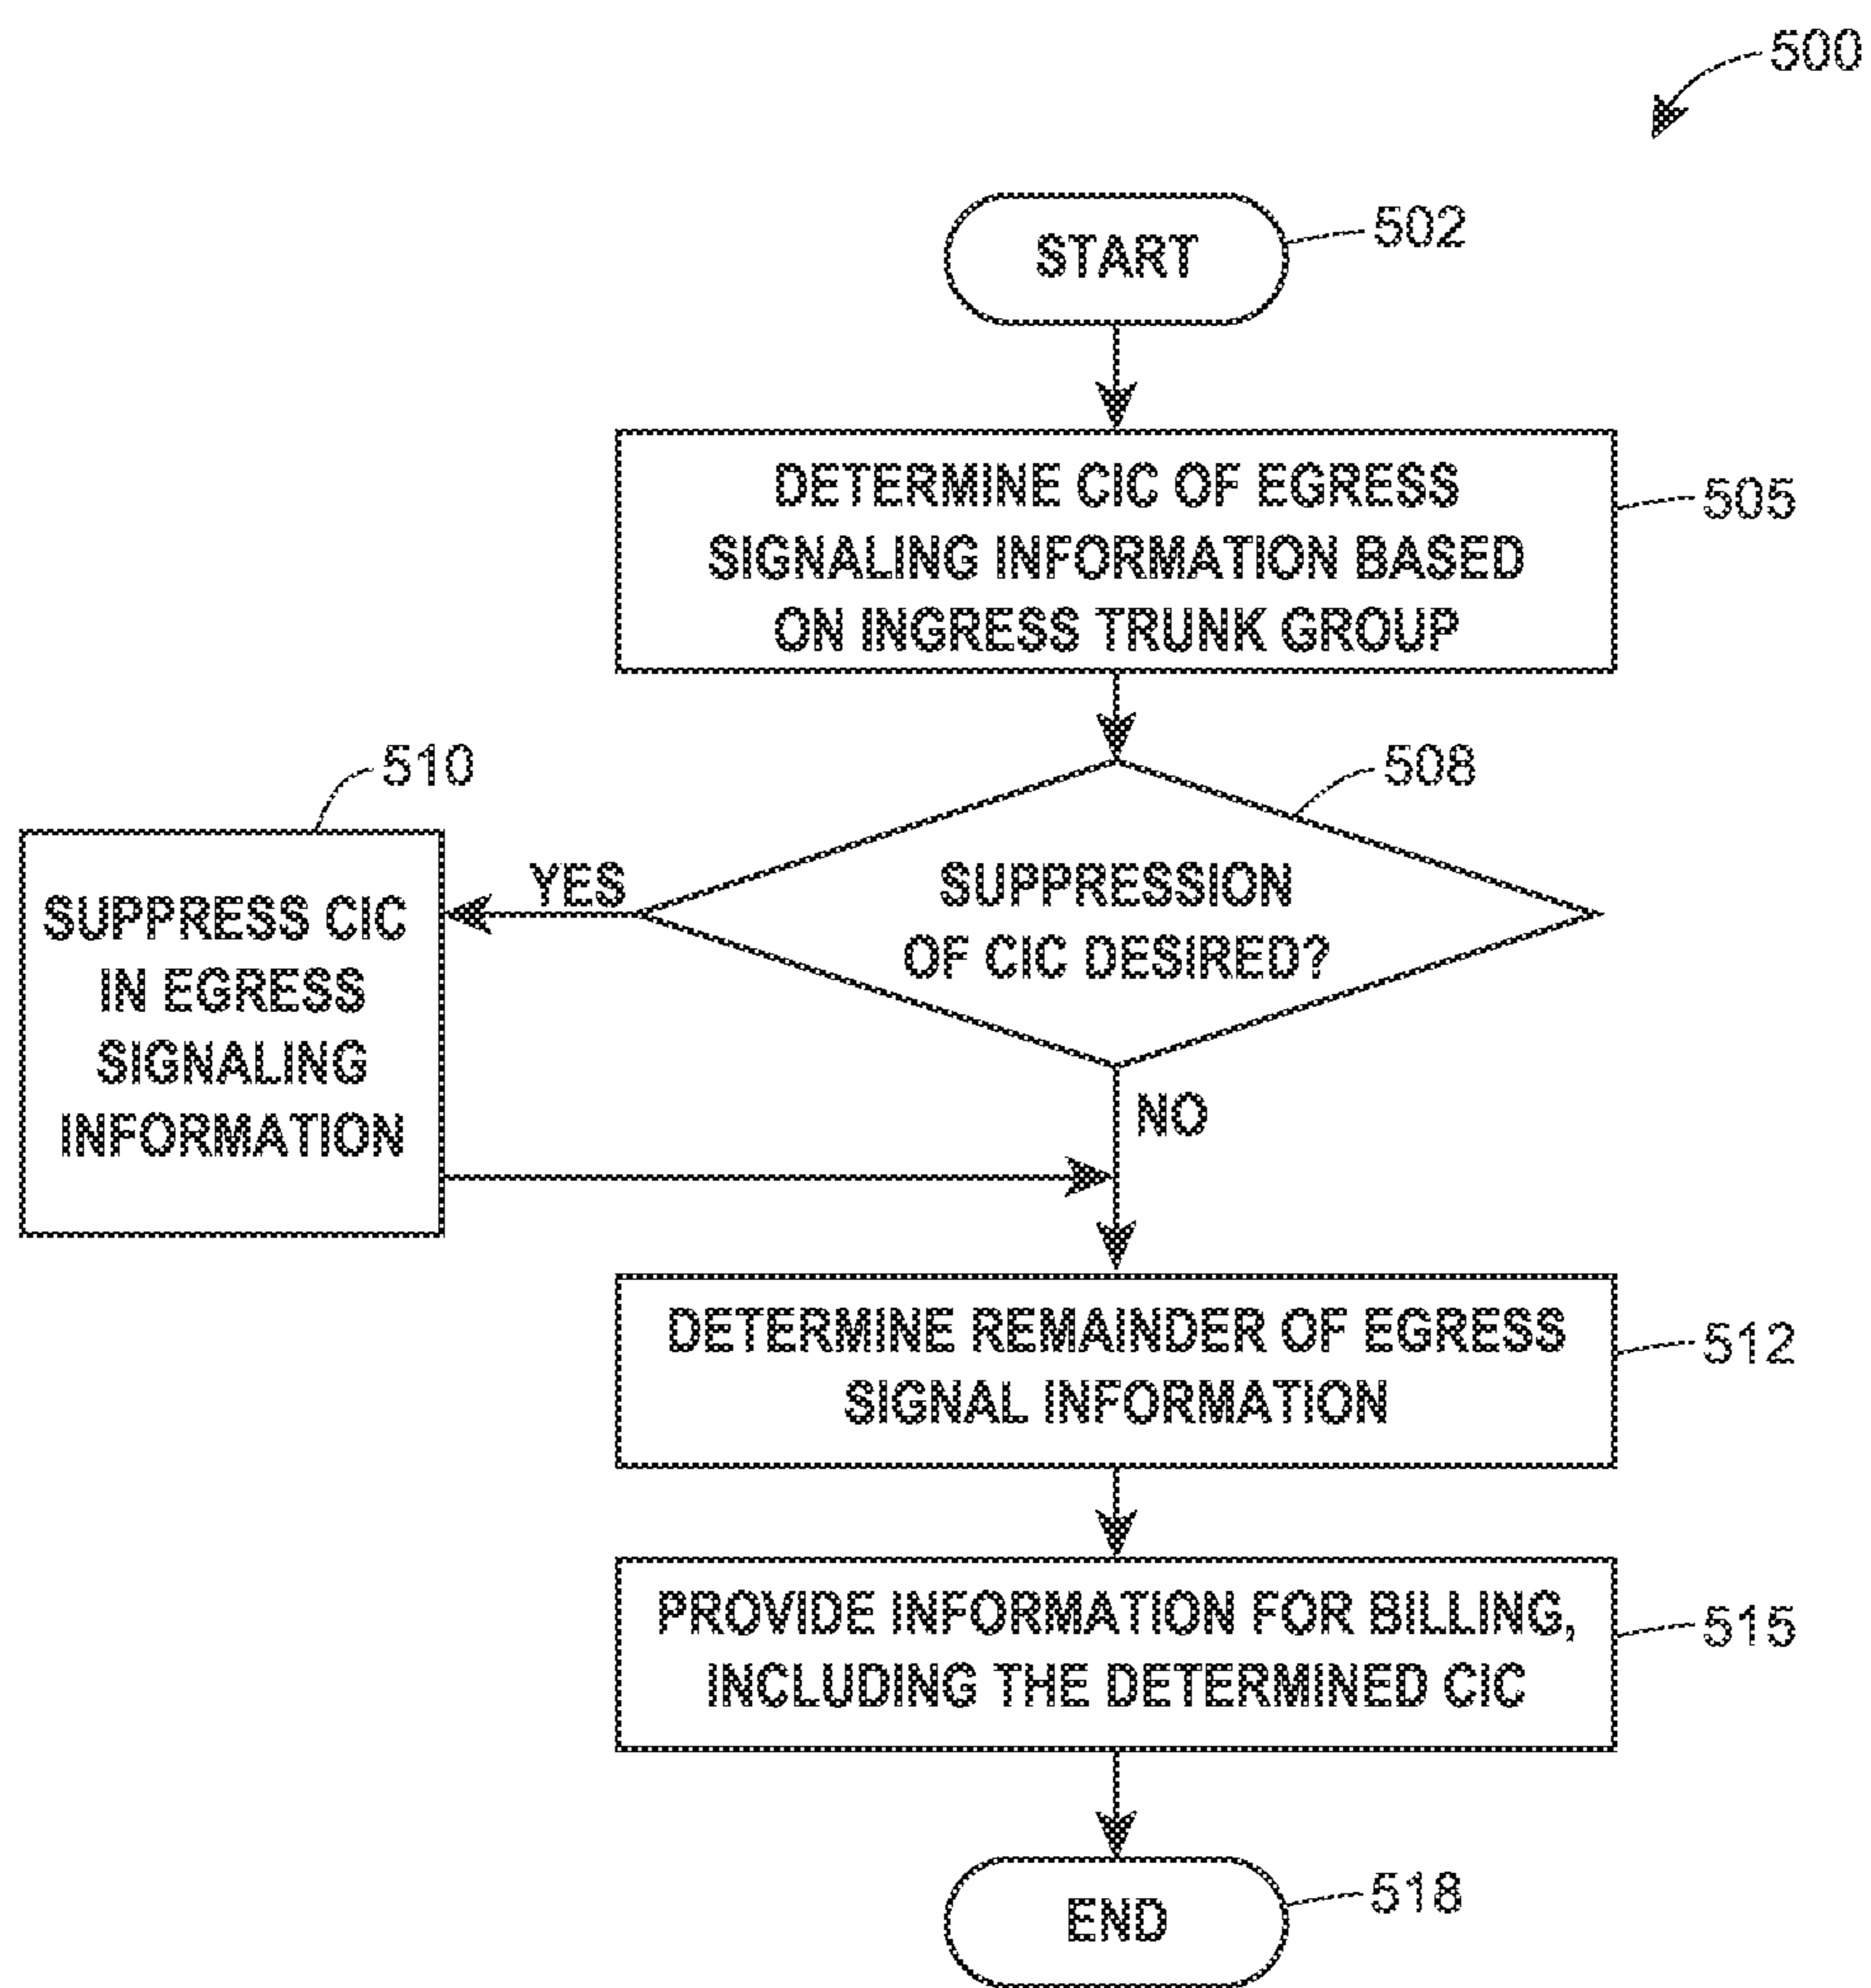 500
START
502
DETERMINE CIC OF EGRESS
SIGNALING INFORMATION BASED
ON INGRESS TRUNK GROUP
505
508
SUPPRESSION
OF CIC DESIRED?
YES
510
SUPPRESS CIC
IN EGRESS
SIGNALING
INFORMATION
NO
DETERMINE REMAINDER OF EGRESS
SIGNAL INFORMATION
512
PROVIDE INFORMATION FOR BILLING,
INCLUDING THE DETERMINED CIC
515
END
518